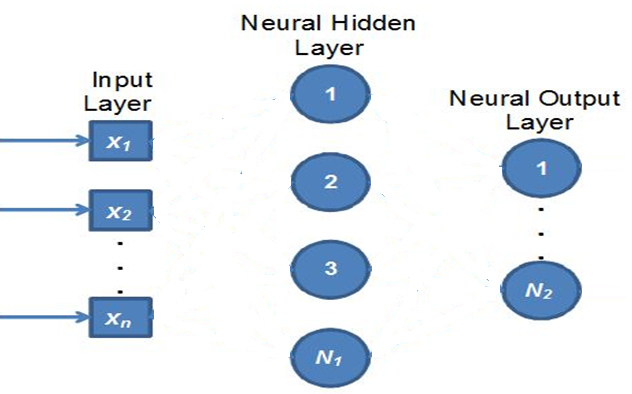 Neural Hidden
Layer
Input
Layer
Neural Output
Layer
x1
x2
xn
1
2
3
N1
1
N2